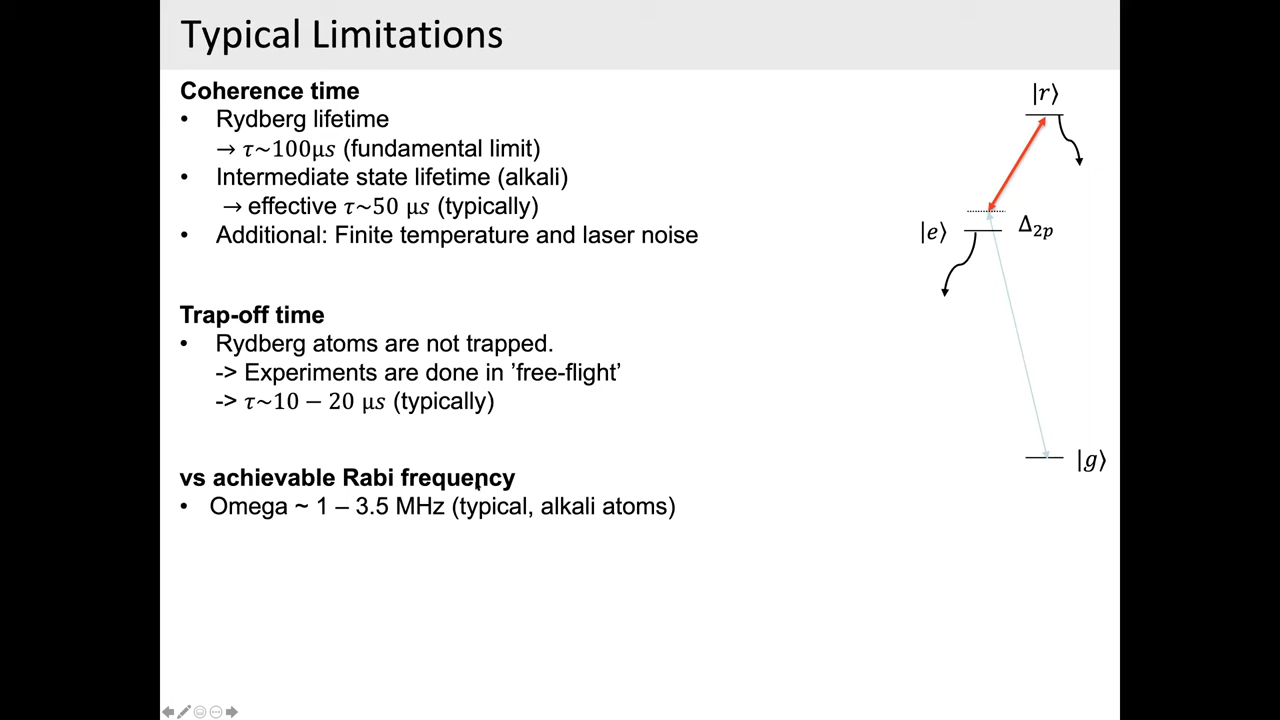 Typical Limitations
Coherence time
• Rydberg lifetime
→ τ~100μs (fundamental limit)
• Intermediate state lifetime (alkali)
→ effective τ~50 μs (typically)
• Additional: Finite temperature and laser noise
Trap-off time
• Rydberg atoms are not trapped.
-> Experiments are done in ’free-flight’
-> τ~10 − 20 μs (typically)
vs achievable Rabi frequency
• Omega ~ 1 – 3.5 MHz (typical, alkali atoms)
|r⟩
|e⟩
Δ₂ₚ
|g⟩